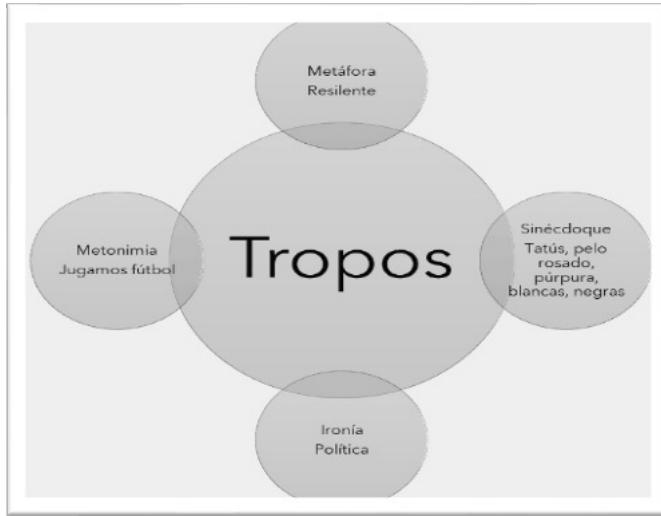 Metáfora
Resilente
Metonimia
Jugamos fútbol
Tropos
Sinécdoque
Tatús, pelo
rosado,
púrpura,
blancas, negras
Ironía
Política